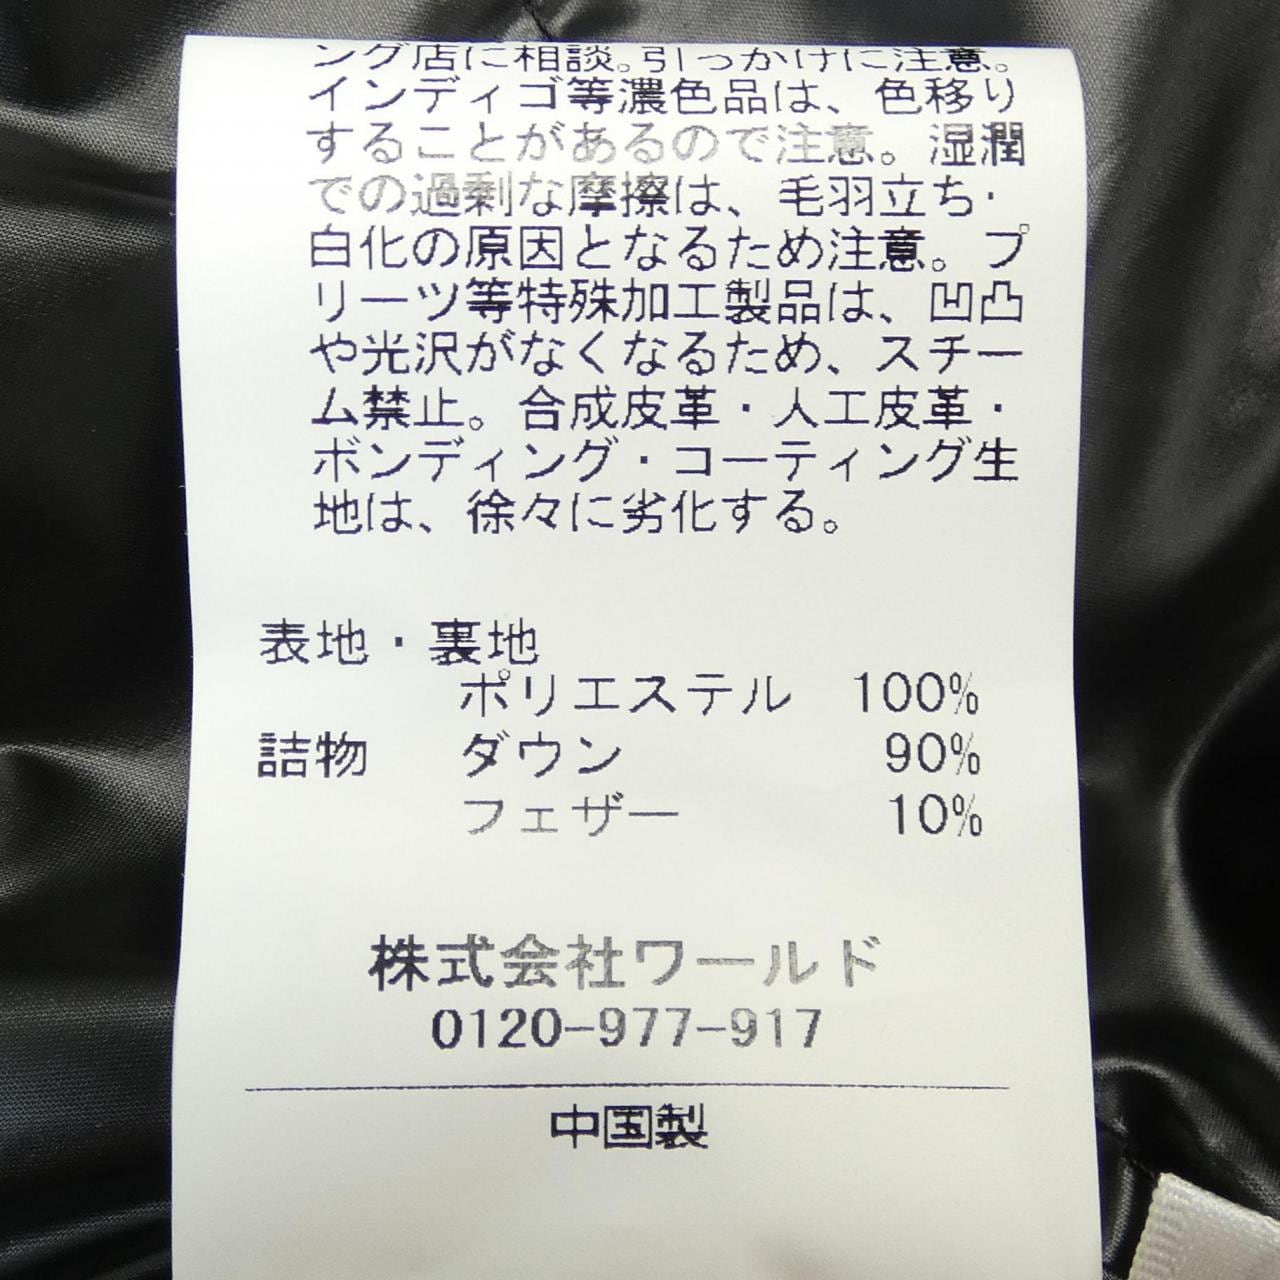 ング店に相談。引っかけに注意。
インディゴ等濃色品は、色移り
することがあるので注意。湿潤
での過剰な摩擦は、毛羽立ち・
白化の原因となるため注意。プ
リーツ等特殊加工製品は、凹凸
や光沢がなくなるため、スチー
ム禁止。合成皮革・人工皮革・
ボンディング・コーティング生
地は、徐々に劣化する。
表地・裏地
ポリエステル 100%
詰物 ダウン 90%
フェザー 10%
株式会社ワールド
0120-977-917
中国製